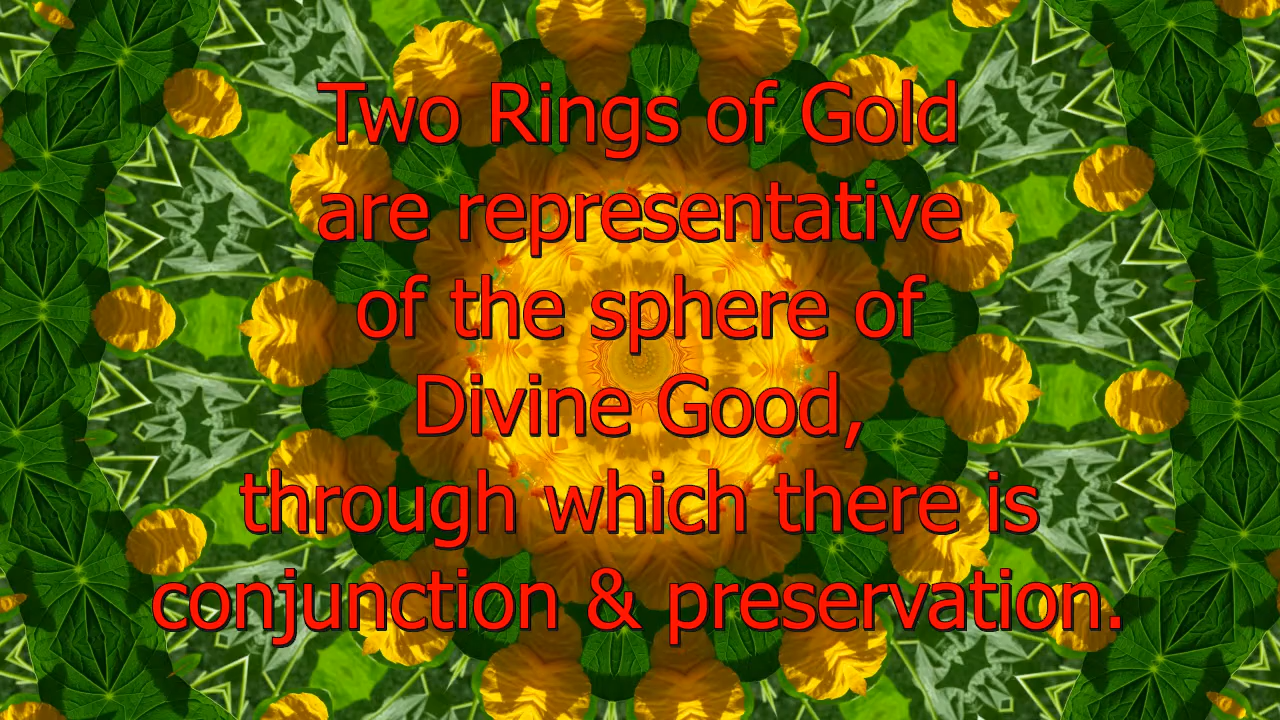 Two Rings of Gold
are representative
of the sphere of
Divine Good,
through which there is
conjunction & preservation.